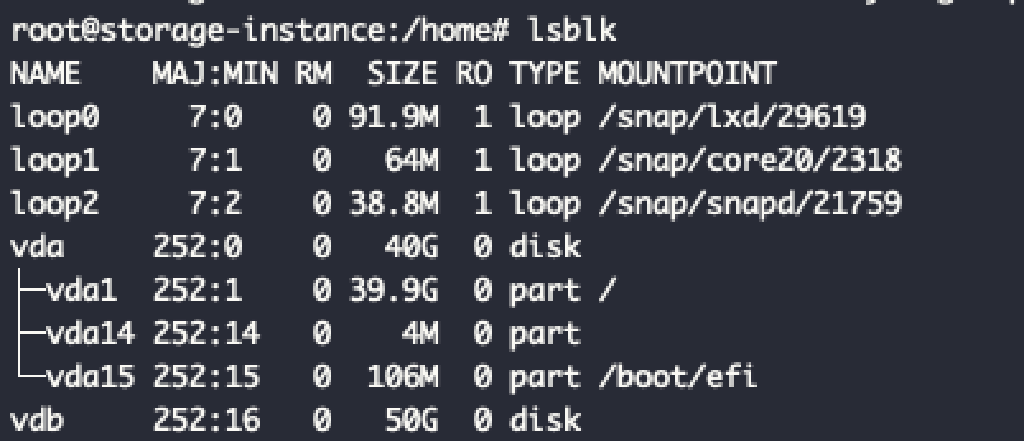 root@storage-instance:/home# lsblk
NAME    MAJ:MIN RM  SIZE RO TYPE MOUNTPOINT
loop0     7:0    0 91.9M  1 loop /snap/lxd/29619
loop1     7:1    0   64M  1 loop /snap/core20/2318
loop2     7:2    0 38.8M  1 loop /snap/snapd/21759
vda     252:0    0   40G  0 disk
├─vda1  252:1    0 39.9G  0 part /
├─vda14 252:14   0    4M  0 part
└─vda15 252:15   0  106M  0 part /boot/efi
vdb     252:16   0   50G  0 disk